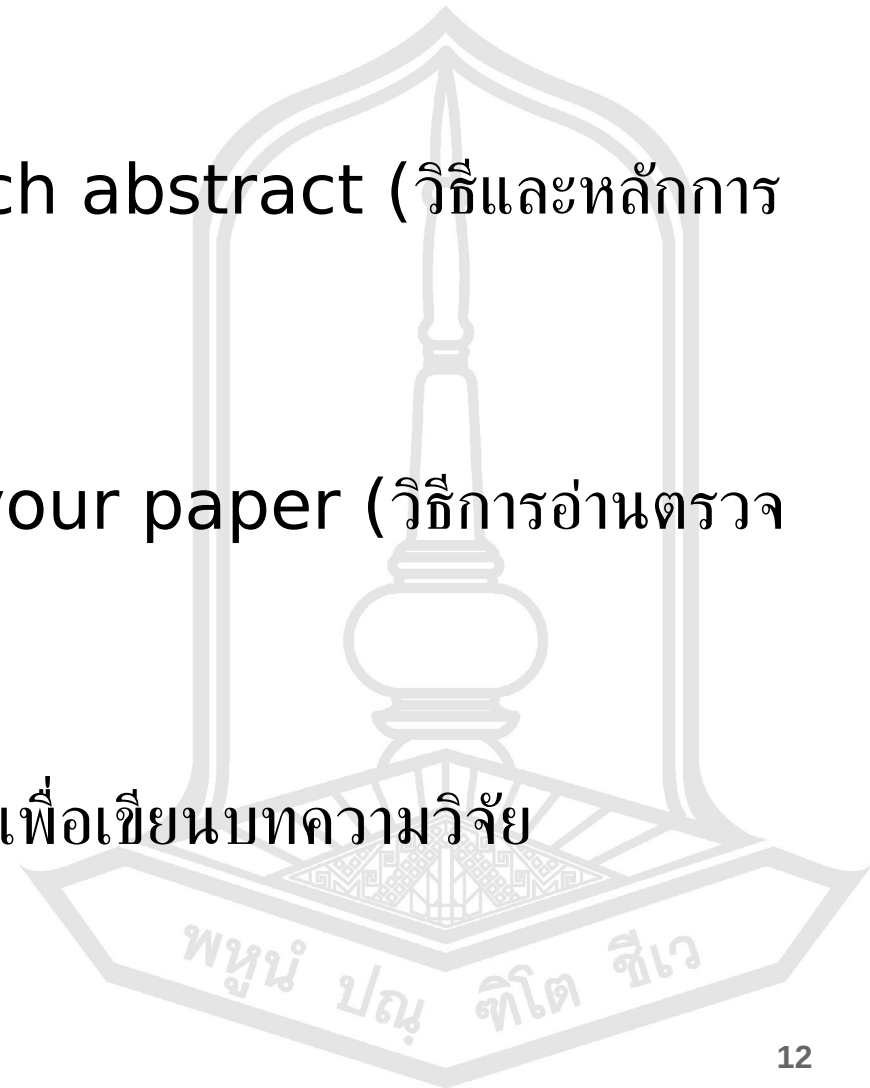 ch abstract (วิธีและหลักการ
your paper (วิธีการอ่านตรวจ
เพื่อเขียนบทความวิจัย
พหูนํ ปณฺ ฑิโต ชีเว
12